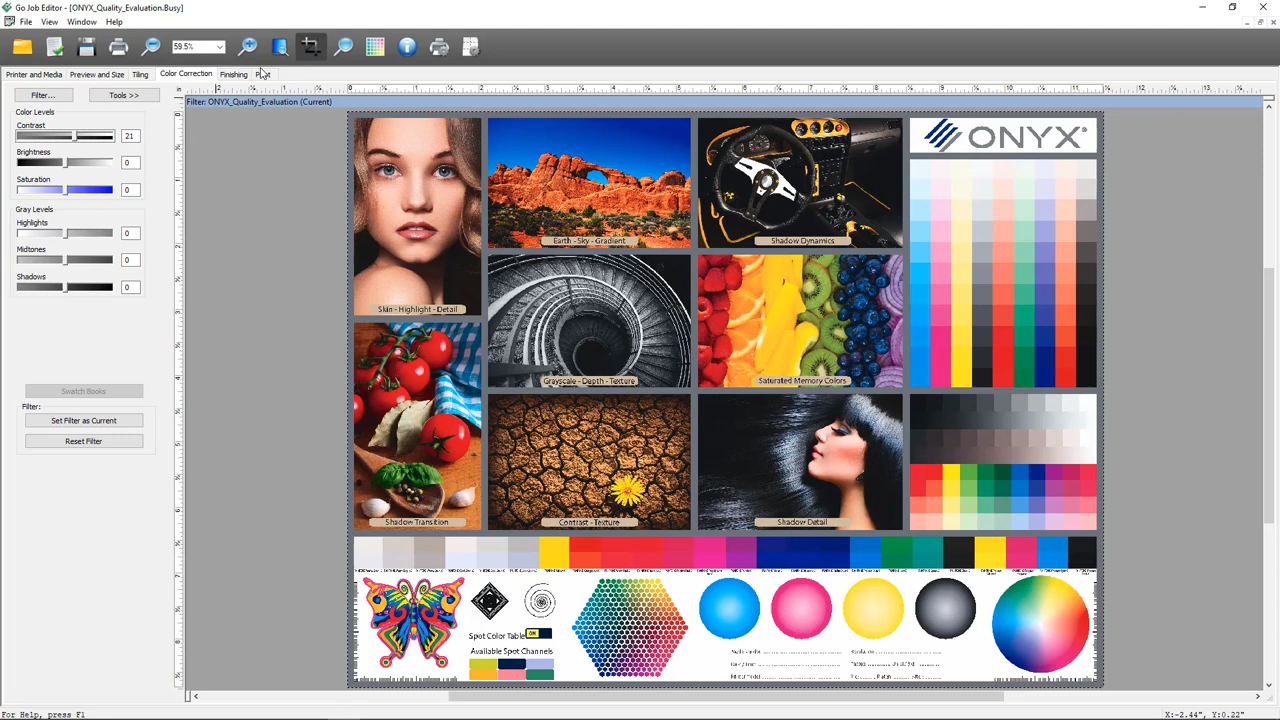 Go Job Editor - [ONYX_Quality_Evaluation.Busy]
File View Window Help
59.5%
Printer and Media Preview and Size Tiling Color Correction Finishing
Filter... Tools >>
Filter: ONYX_Quality_Evaluation (Current)
Color Levels
Contrast
21
Brightness
0
Saturation
0
Gray Levels
Highlights
0
Midtones
0
Shadows
0
Swatch Books
Filter:
Set Filter as Current
Reset Filter
ONYX
Earth - Sky - Gradient
Shadow Dynamics
Skin - Highlight - Detail
Grayscale - Depth - Texture
Saturated Memory Colors
Shadow Transition
Contrast - Texture
Shadow Detail
Spot Color Table
ON
Available Spot Channels
For Help, press F1
X:-2.44", Y:0.22"